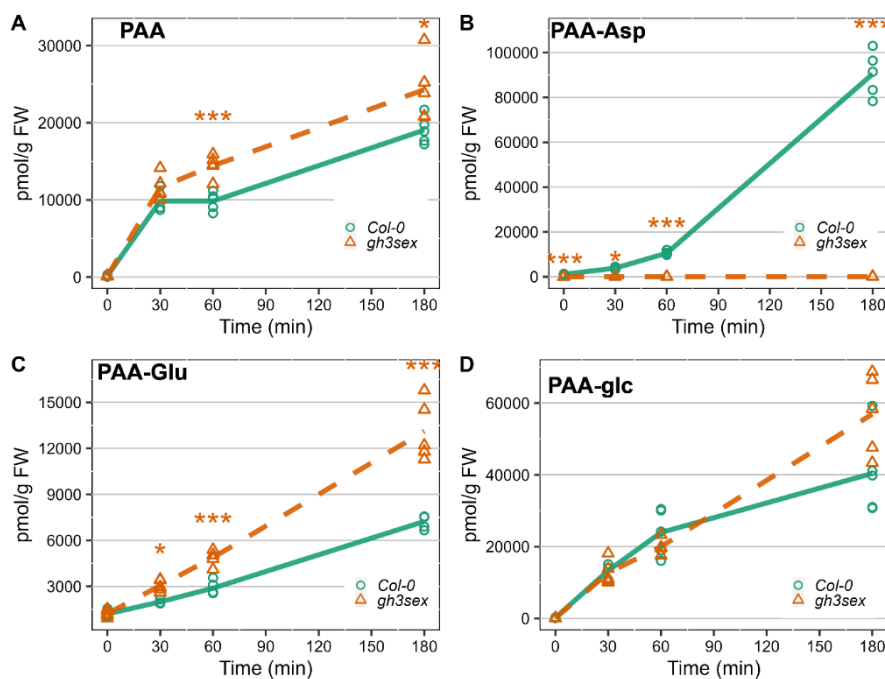 A
PAA
*
***
30000
20000
10000
0
pmol/g FW
Col-0
gh3sex
0 30 60 90 120 150 180
Time (min)
B
PAA-Asp
***
***
*
***
100000
80000
60000
40000
20000
0
pmol/g FW
Col-0
gh3sex
0 30 60 90 120 150 180
Time (min)
C
PAA-Glu
***
***
*
15000
12000
9000
6000
3000
pmol/g FW
Col-0
gh3sex
0 30 60 90 120 150 180
Time (min)
D
PAA-glc
60000
40000
20000
0
pmol/g FW
Col-0
gh3sex
0 30 60 90 120 150 180
Time (min)